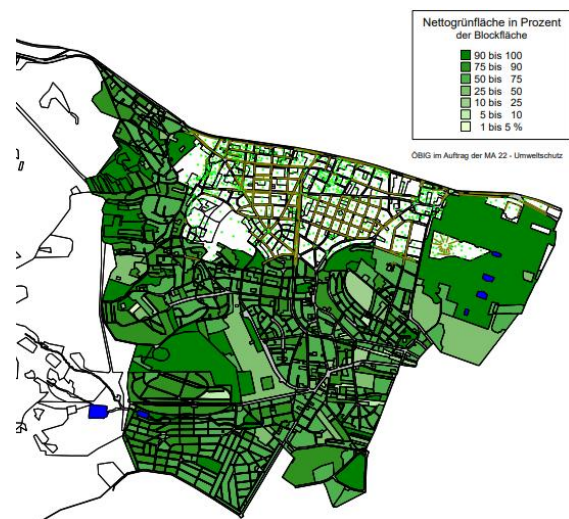 Nettogrünfläche in Prozent
der Blockfläche
90 bis 100
75 bis 90
50 bis 75
25 bis 50
10 bis 25
5 bis 10
1 bis 5 %
ÖBIG im Auftrag der MA 22 - Umweltschutz